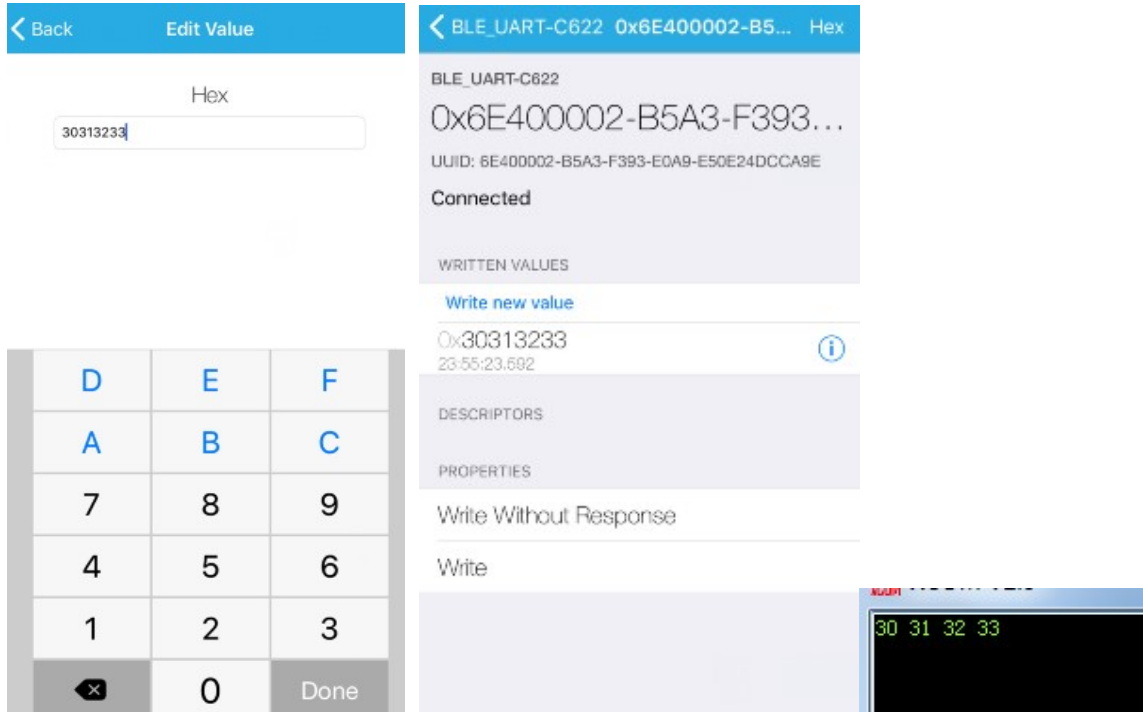 Back Edit Value
Hex
30313233
D E F
A B C
7 8 9
4 5 6
1 2 3
0 Done
BLE_UART-C622 0x6E400002-B5... Hex
BLE_UART-C622
0x6E400002-B5A3-F393...
UUID: 6E400002-B5A3-F393-E0A9-E50E24DCCA9E
Connected
WRITTEN VALUES
Write new value
0x30313233
23:55:23.592
DESCRIPTORS
PROPERTIES
Write Without Response
Write
30 31 32 33